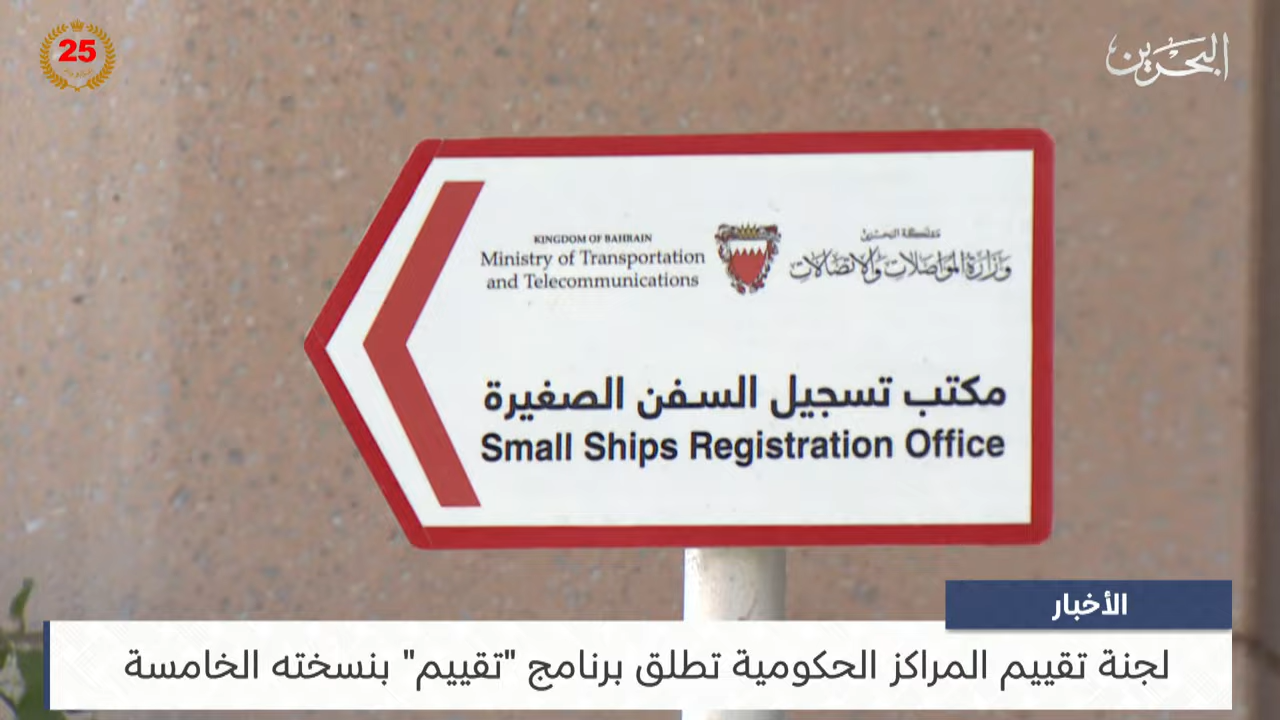 25
البحرين
KINGDOM OF BAHRAIN
Ministry of Transportation
and Telecommunications
مملكة البحرين
وزارة المواصلات والاتصالات
مكتب تسجيل السفن الصغيرة
Small Ships Registration Office
الأخبار
لجنة تقييم المراكز الحكومية تطلق برنامج "تقييم" بنسخته الخامسة